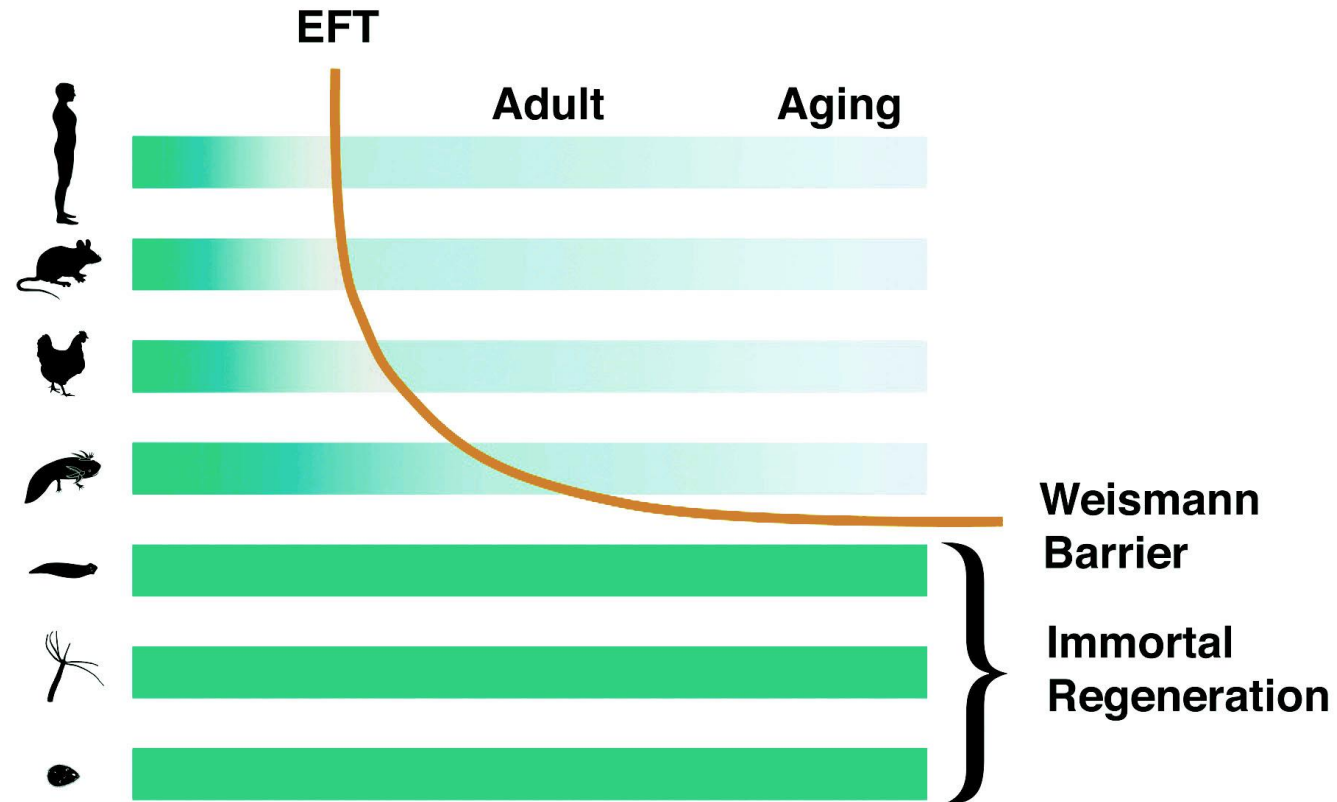 EFT
Adult
Aging
Weismann
Barrier
Immortal
Regeneration